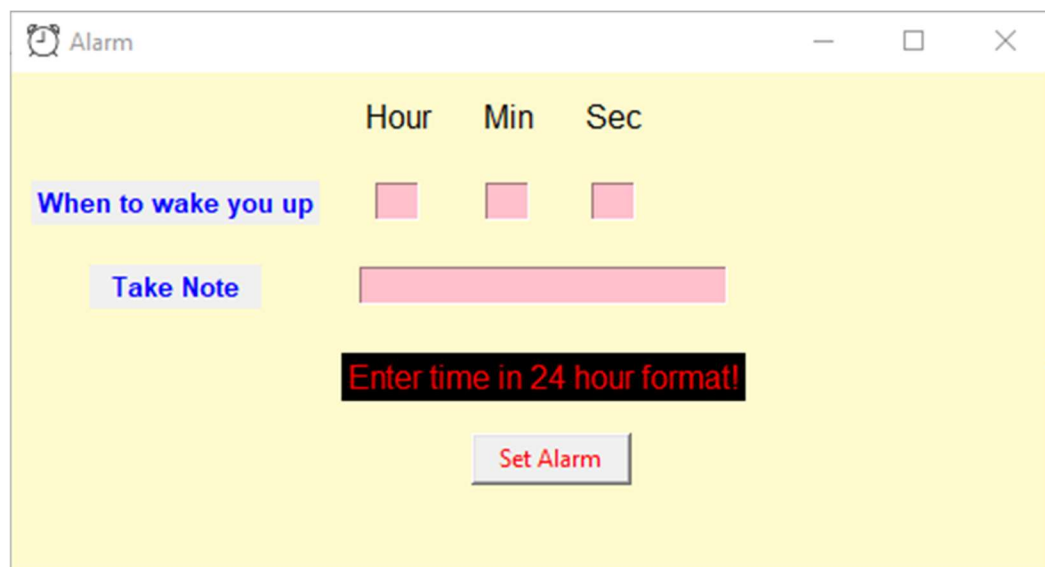 Alarm
Hour Min Sec
When to wake you up
Take Note
Enter time in 24 hour format!
Set Alarm